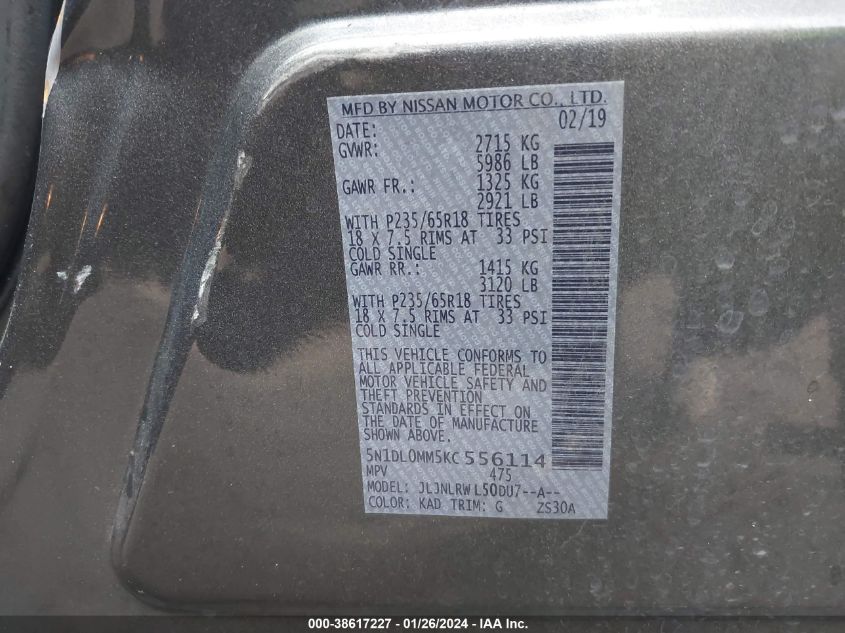 MFD BY NISSAN MOTOR CO., LTD.
DATE: 02/19
GVWR: 2715 KG
5986 LB
GAWR FR.: 1325 KG
2921 LB
WITH P235/65R18 TIRES
18 X 7.5 RIMS AT 33 PSI
COLD SINGLE
GAWR RR.: 1415 KG
3120 LB
WITH P235/65R18 TIRES
18 X 7.5 RIMS AT 33 PSI
COLD SINGLE
THIS VEHICLE CONFORMS TO
ALL APPLICABLE FEDERAL
MOTOR VEHICLE SAFETY AND
THEFT PREVENTION
STANDARDS IN EFFECT ON
THE DATE OF MANUFACTURE
SHOWN ABOVE.
5N1DL0MM5KC556114
MPV 475
MODEL: JLJNLRWL50DU7--A--
COLOR: KAD TRIM: G ZS30A
000-38617227 - 01/26/2024 - IAA, Inc.